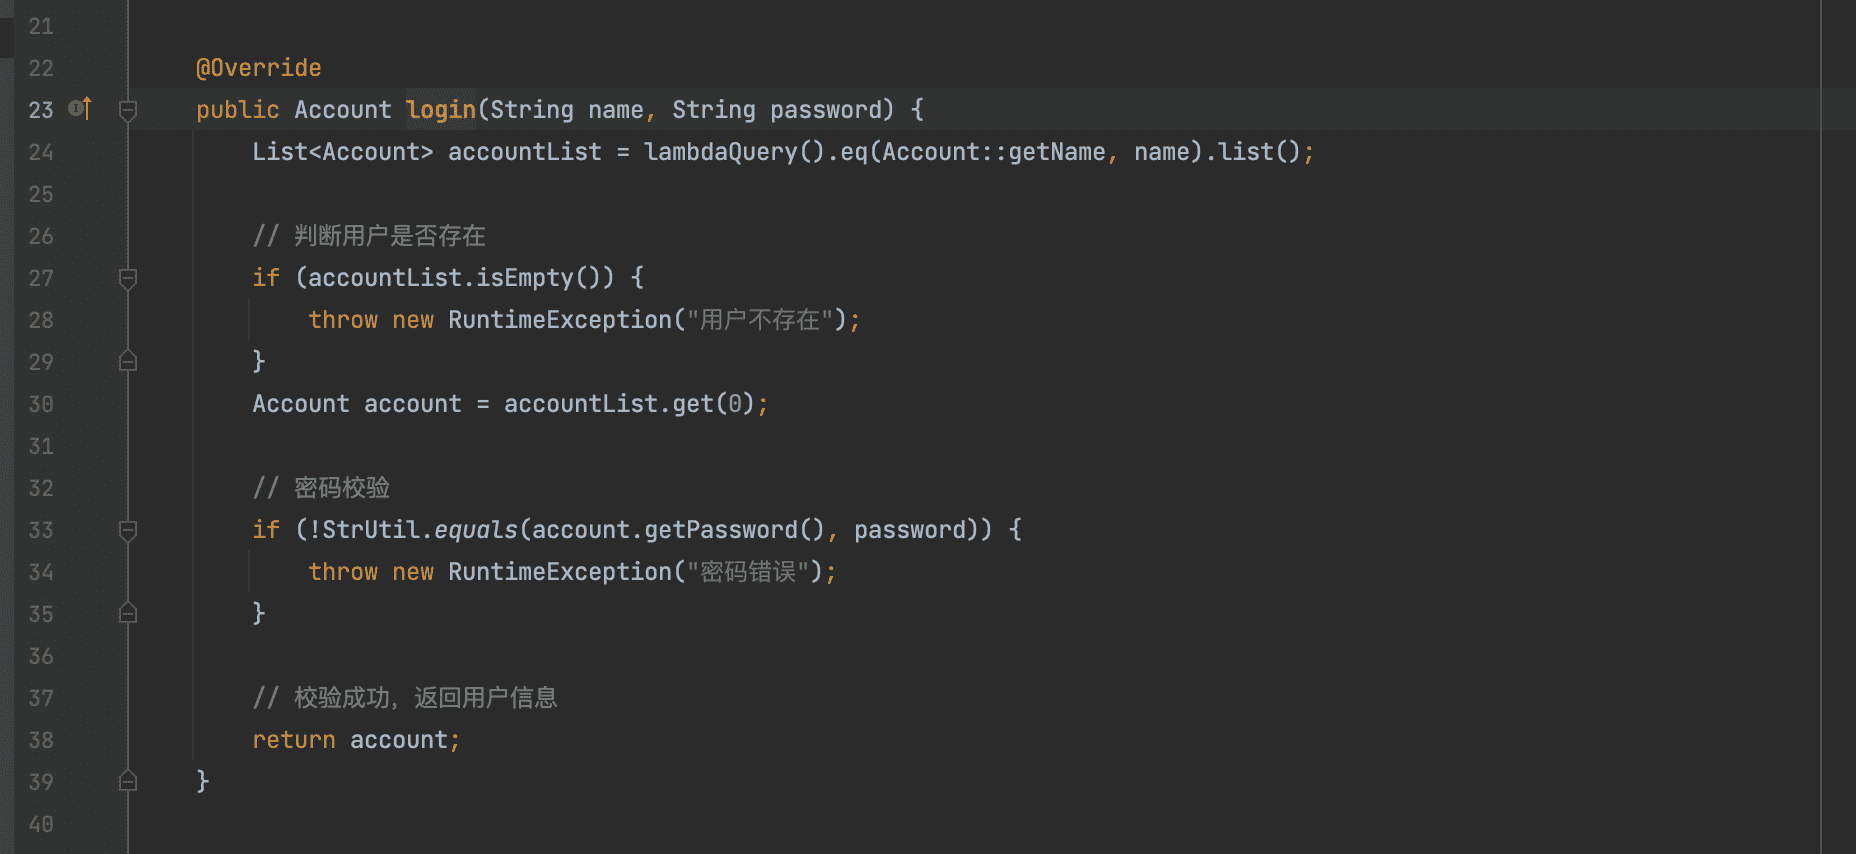 21
22 @Override
23 public Account login(String name, String password) {
24 List<Account> accountList = lambdaQuery().eq(Account::getName, name).list();
25
26 // 判断用户是否存在
27 if (accountList.isEmpty()) {
28 throw new RuntimeException("用户不存在");
29 }
30 Account account = accountList.get(0);
31
32 // 密码校验
33 if (!StrUtil.equals(account.getPassword(), password)) {
34 throw new RuntimeException("密码错误");
35 }
36
37 // 校验成功，返回用户信息
38 return account;
39 }
40